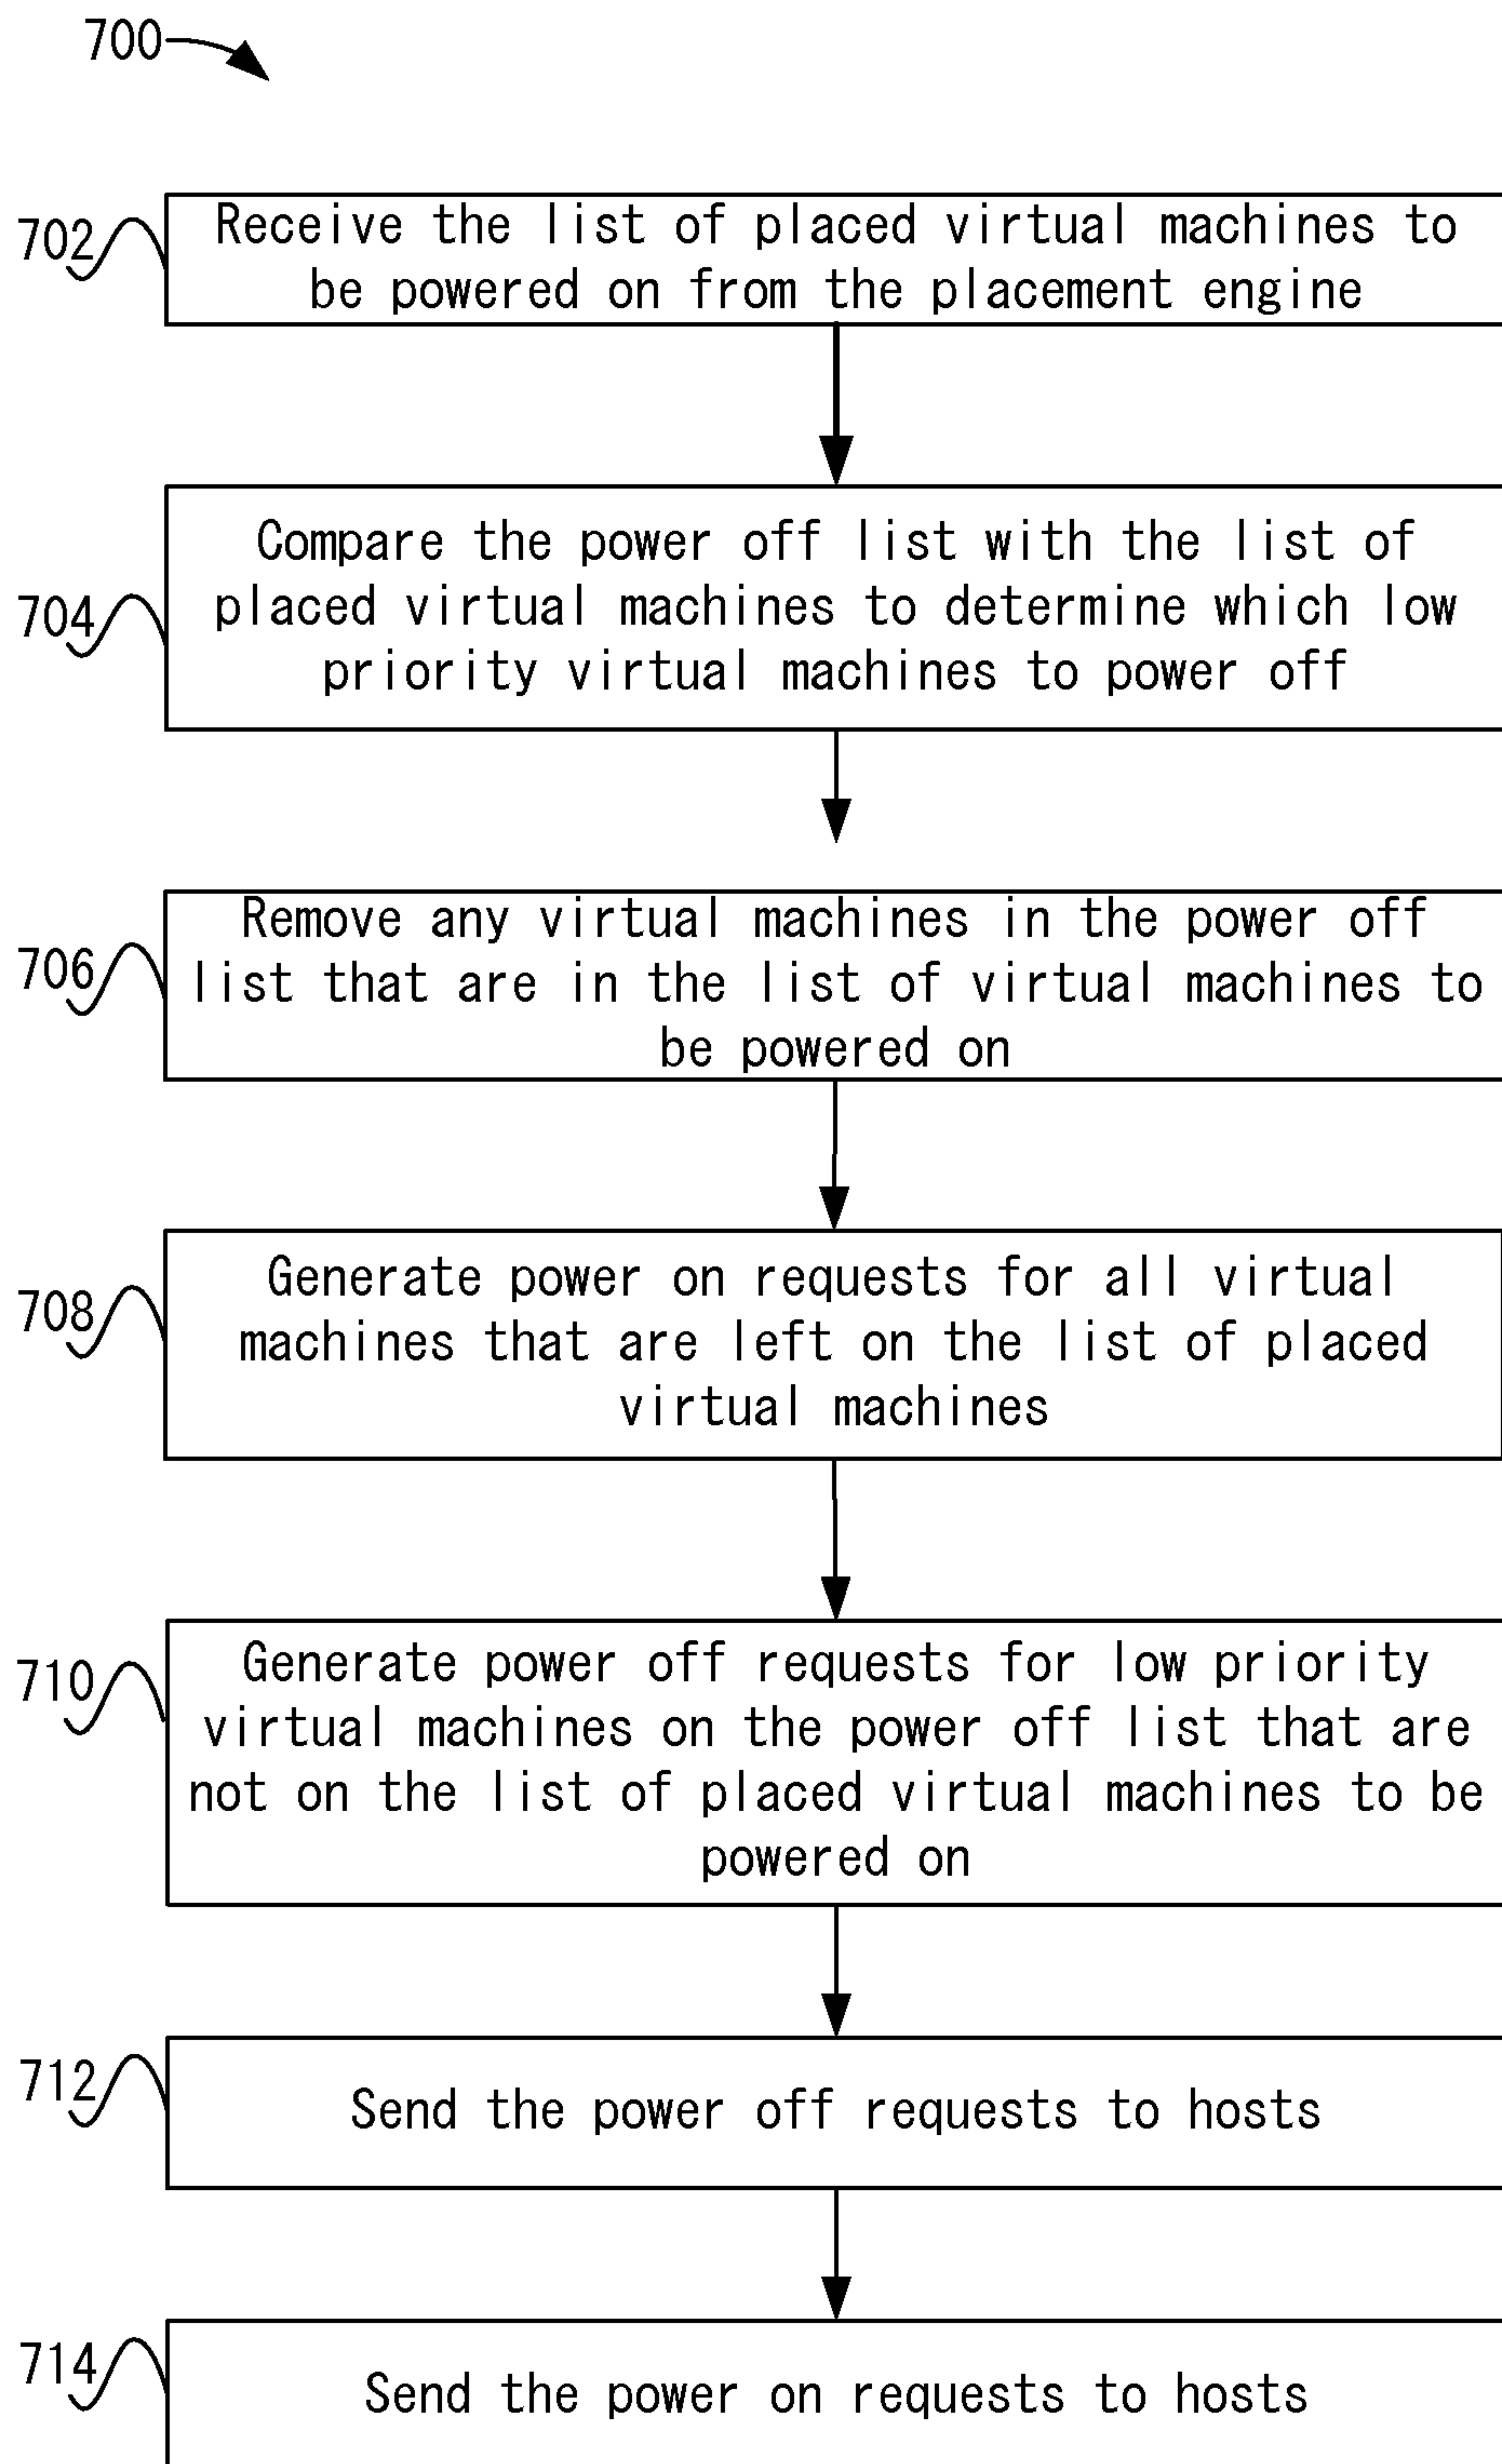 700
702
Receive the list of placed virtual machines to
be powered on from the placement engine
704
Compare the power off list with the list of
placed virtual machines to determine which low
priority virtual machines to power off
706
Remove any virtual machines in the power off
list that are in the list of virtual machines to
be powered on
708
Generate power on requests for all virtual
machines that are left on the list of placed
virtual machines
710
Generate power off requests for low priority
virtual machines on the power off list that are
not on the list of placed virtual machines to be
powered on
712
Send the power off requests to hosts
714
Send the power on requests to hosts